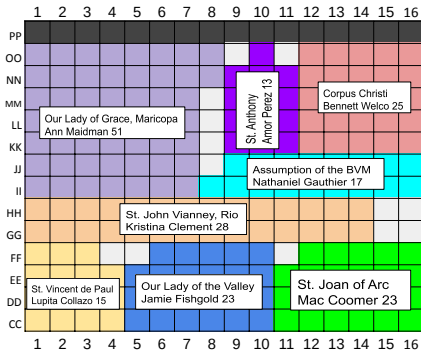 1 2 3 4 5 6 7 8 9 10 11 12 13 14 15 16
PP
OO
NN
MM
LL
KK
JJ
II
HH
GG
FF
EE
DD
CC
Our Lady of Grace, Maricopa
Ann Maidman 51
St. Anthony
Amor Perez 13
Corpus Christi
Bennett Welco 25
Assumption of the BVM
Nathaniel Gauthier 17
St. John Vianney, Rio
Kristina Clement 28
St. Vincent de Paul
Lupita Collazo 15
Our Lady of the Valley
Jamie Fishgold 23
St. Joan of Arc
Mac Coomer 23
1 2 3 4 5 6 7 8 9 10 11 12 13 14 15 16